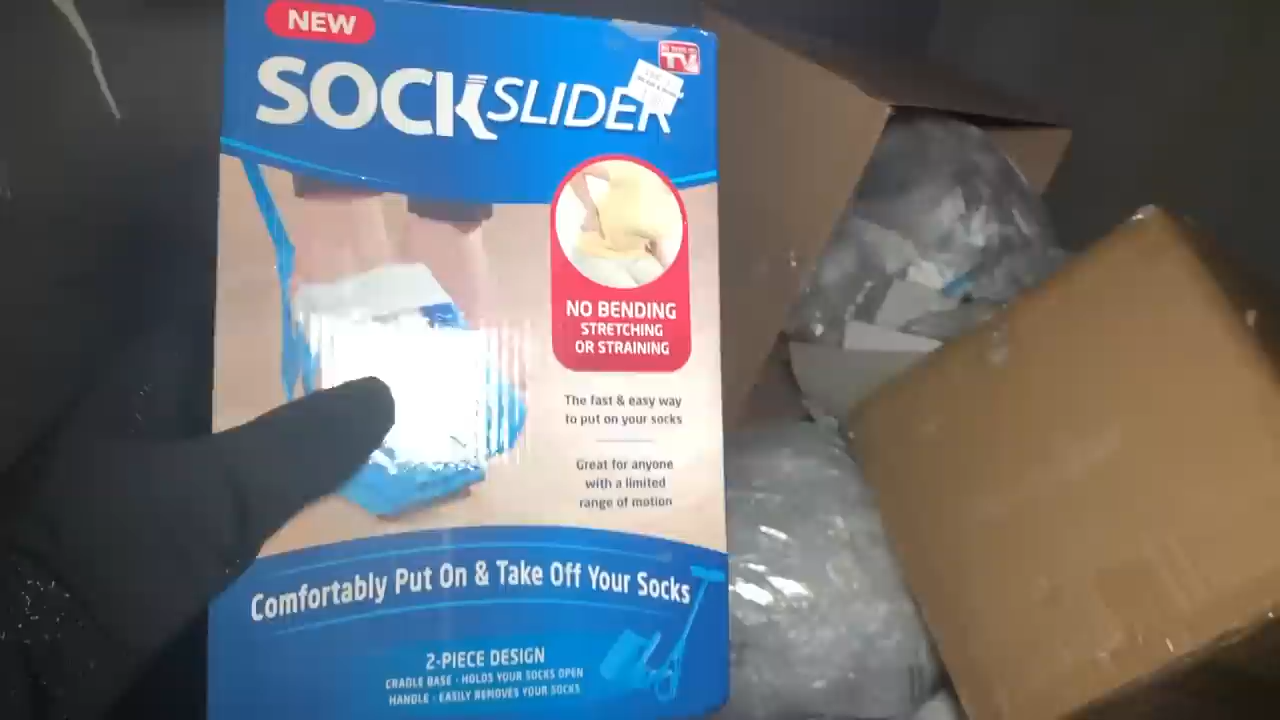 NEW
SOCK SLIDER
TV
NO BENDING
STRETCHING
OR STRAINING
The fast & easy way
to put on your socks
Great for anyone
with a limited
range of motion
Comfortably Put On & Take Off Your Socks
2-PIECE DESIGN
CRADLE BASE - HOLDS YOUR SOCKS OPEN
HANDLE - EASILY REMOVES YOUR SOCKS